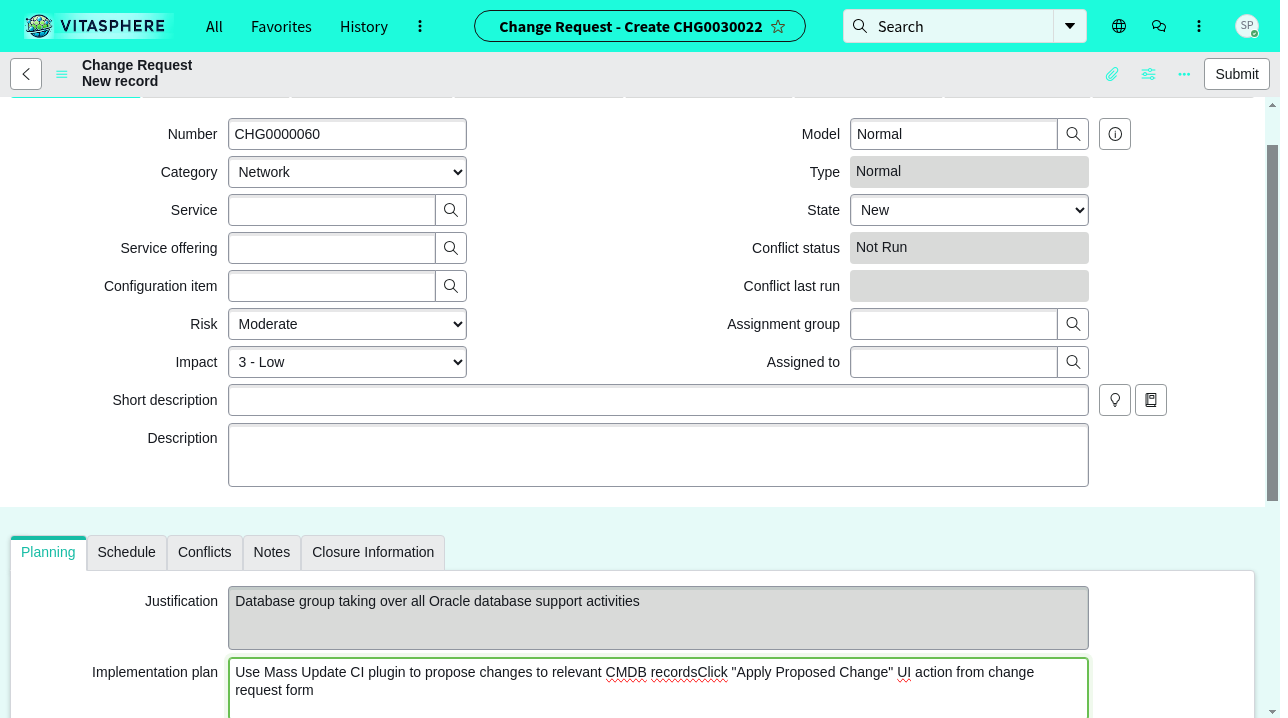 VITASPHERE
All
Favorites
History
Change Request - Create CHG0030022
Search
SP
Change Request
New record
Submit
Number
CHG0000060
Model
Normal
Category
Network
Type
Normal
Service
State
New
Service offering
Conflict status
Not Run
Configuration item
Conflict last run
Risk
Moderate
Assignment group
Impact
3 - Low
Assigned to
Short description
Description
Planning
Schedule
Conflicts
Notes
Closure Information
Justification
Database group taking over all Oracle database support activities
Implementation plan
Use Mass Update CI plugin to propose changes to relevant CMDB recordsClick "Apply Proposed Change" UI action from change
request form